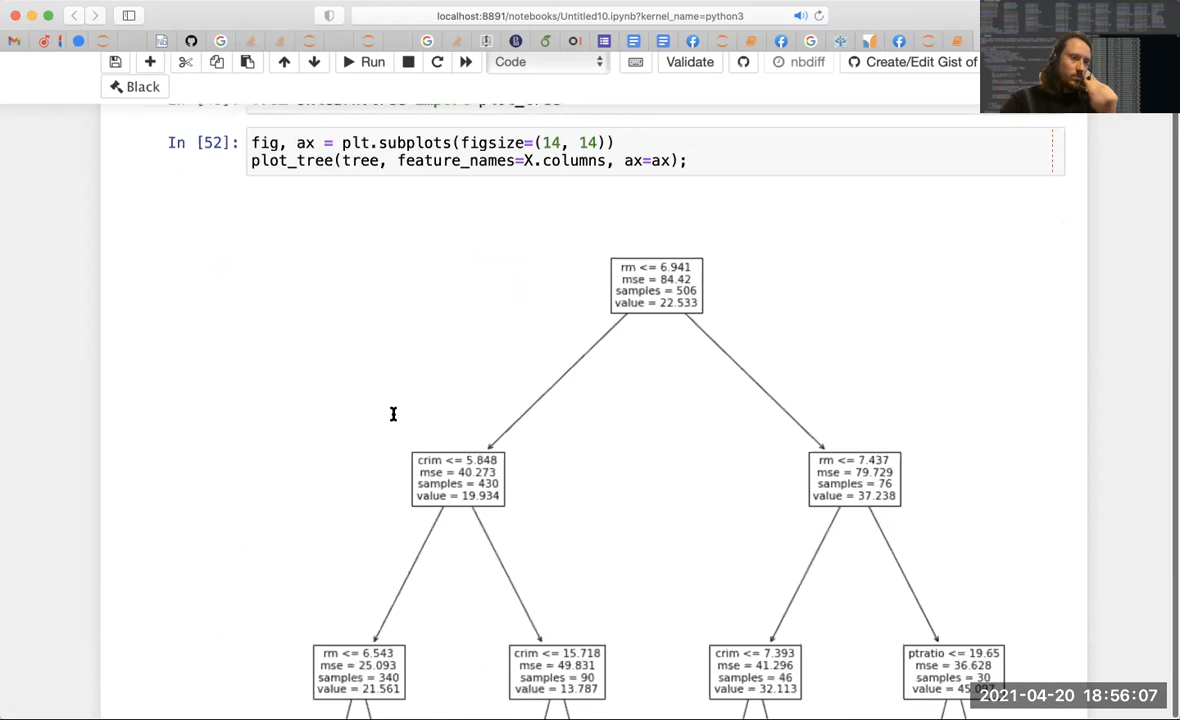 localhost:8891/notebooks/Untitled10.ipynb?kernel_name=python3
Run
Code
Validate
nbdiff
Create/Edit Gist of
Black
In [52]:
fig, ax = plt.subplots(figsize=(14, 14))
plot_tree(tree, feature_names=X.columns, ax=ax);
rm <= 6.941
mse = 84.42
samples = 506
value = 22.533
crim <= 5.848
mse = 40.273
samples = 430
value = 19.934
rm <= 7.437
mse = 79.729
samples = 76
value = 37.238
rm <= 6.543
mse = 25.093
samples = 340
value = 21.561
crim <= 15.718
mse = 49.831
samples = 90
value = 13.787
crim <= 7.393
mse = 41.296
samples = 46
value = 32.113
ptratio <= 19.65
mse = 36.628
samples = 30
value =
2021-04-20 18:56:07